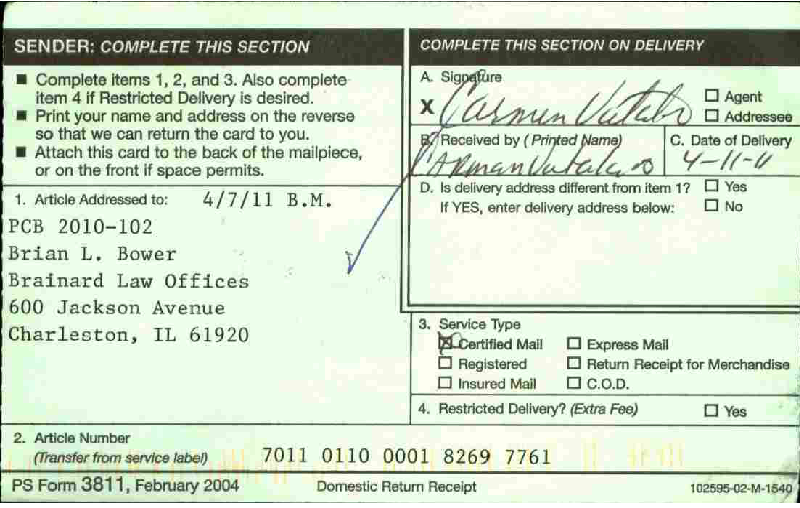 SENDER: COMPLETE THIS SECTION
■ Complete items 1, 2, and 3. Also complete
item 4 if Restricted Delivery is desired.
■ Print your name and address on the reverse
so that we can return the card to you.
■ Attach this card to the back of the mailpiece,
or on the front if space permits.
1. Article Addressed to: 4/7/11 B.M.
PCB 2010-102
Brian L. Bower
Brainard Law Offices
600 Jackson Avenue
Charleston, IL 61920
2. Article Number
(Transfer from service label) 7011 0110 0001 8269 7761
PS Form 3811, February 2004 Domestic Return Receipt 102595-02-M-1540
COMPLETE THIS SECTION ON DELIVERY
A. Signature
X Carmen
☐ Agent
☐ Addressee
B. Received by (Printed Name)
C. Date of Delivery
4-11-11
D. Is delivery address different from item 1? ☐ Yes
If YES, enter delivery address below: ☐ No
3. Service Type
☒ Certified Mail ☐ Express Mail
☐ Registered ☐ Return Receipt for Merchandise
☐ Insured Mail ☐ C.O.D.
4. Restricted Delivery? (Extra Fee) ☐ Yes